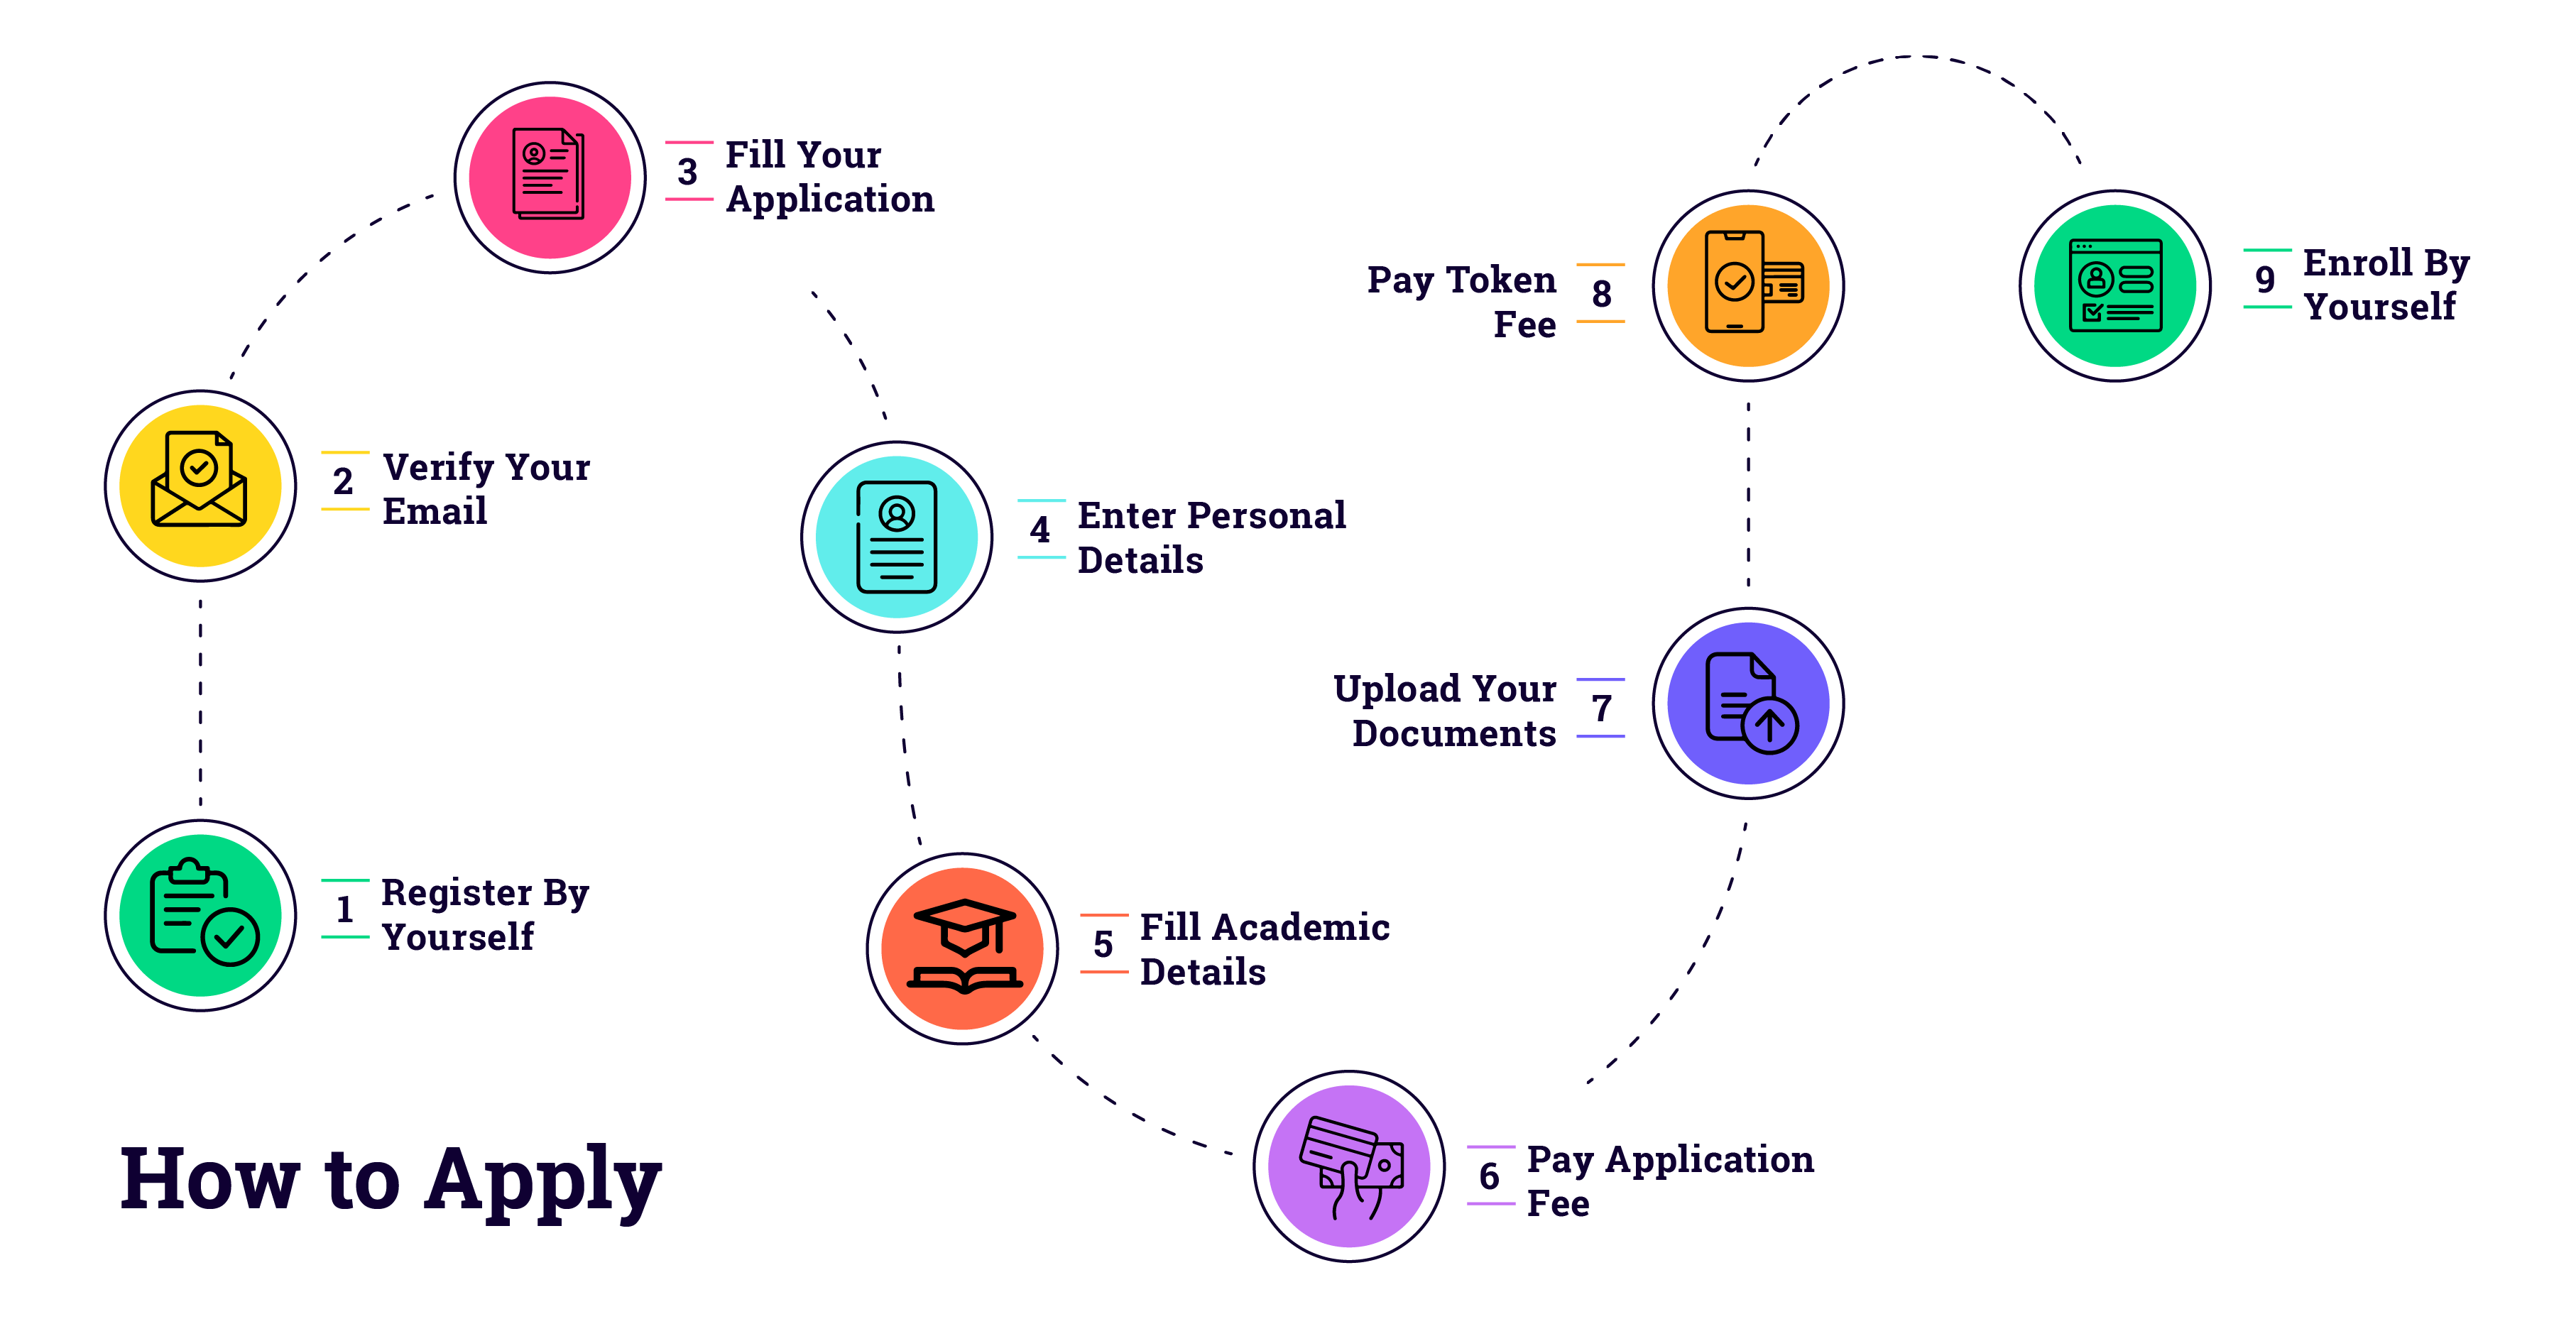 3
Fill Your
Application
Pay Token
Fee
8
9
Enroll By
Yourself
2
Verify Your
Email
4
Enter Personal
Details
Upload Your
Documents
7
1
Register By
Yourself
5
Fill Academic
Details
6
Pay Application
Fee
How to Apply